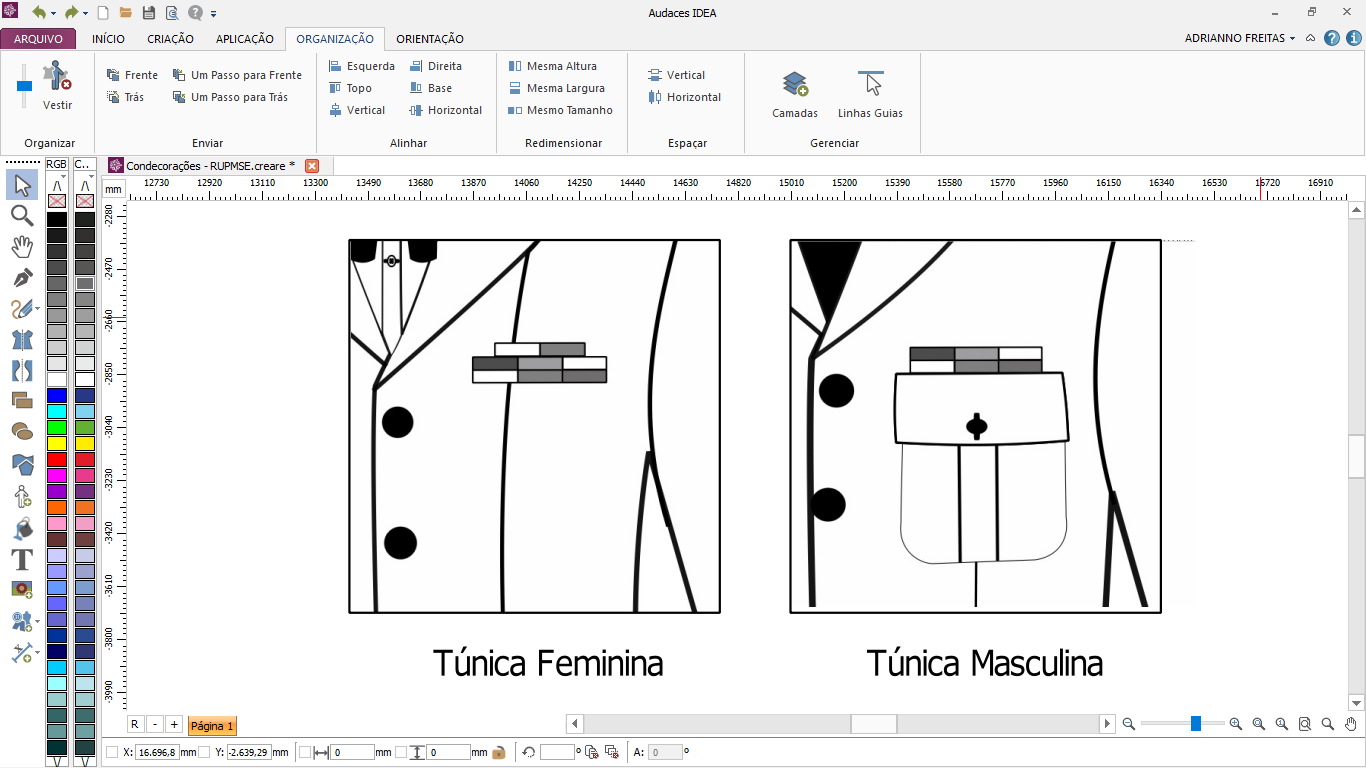 Audaces IDEA
ARQUIVO INÍCIO CRIAÇÃO APLICAÇÃO ORGANIZAÇÃO ORIENTAÇÃO ADRIANNO FREITAS
Frente Um Passo para Frente Esquerda Direita Mesma Altura Vertical
Trás Um Passo para Trás Topo Base Mesma Largura Horizontal
Vestir Vertical Horizontal Mesmo Tamanho Camadas Linhas Guias
Organizar Enviar Alinhar Redimensionar Espaçar Gerenciar
RGB C.. Condecorações - RUPMSE.creare *
mm 12730 12920 13110 13300 13490 13680 13870 14060 14250 14440 14630 14820 15010 15200 15390 15580 15770 15960 16150 16340 16530 16720 16910
-2280
-2470
-2660
-2850
-3040
-3230
-3420
-3610
-3800
-3990
Túnica Feminina Túnica Masculina
R - + Página 1
X: 16.696,8 mm Y: -2.639,29 mm 0 mm 0 mm º A: 0 º